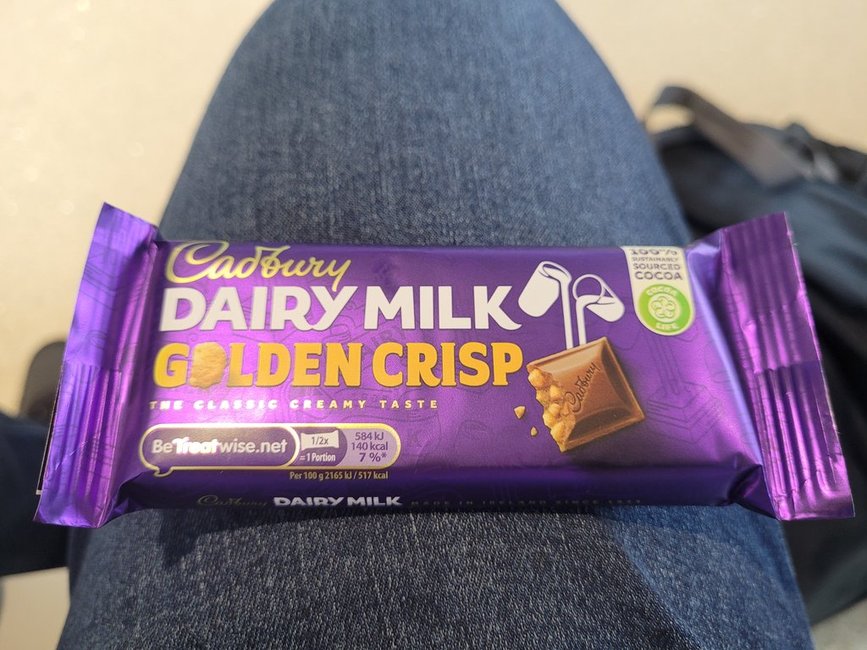 Cadbury
DAIRY MILK
GOLDEN CRISP
THE CLASSIC CREAMY TASTE
BeTreatwise.net
1/2x
=1 Portion
584 kJ
140 kcal
7 %*
Per 100 g 2165 kJ / 517 kcal
100%
SUSTAINABLY
SOURCED
COCOA
COCOA
LIFE
Cadbury
Cadbury DAIRY MILK MADE IN IRELAND SINCE